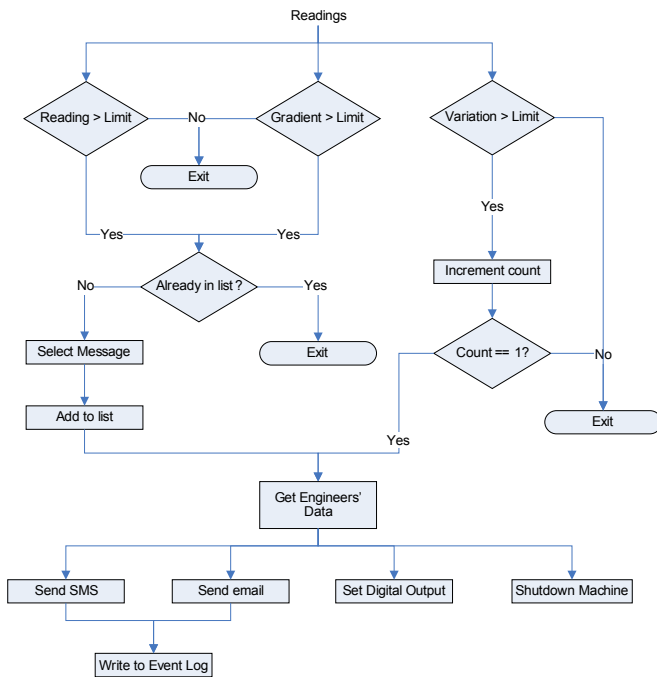 Readings
Reading > Limit
No
Gradient > Limit
Variation > Limit
No
Exit
Yes
Yes
Yes
Already in list ?
No
Yes
Increment count
Select Message
Exit
Count == 1?
No
Add to list
Exit
Yes
Get Engineers'
Data
Send SMS
Send email
Set Digital Output
Shutdown Machine
Write to Event Log